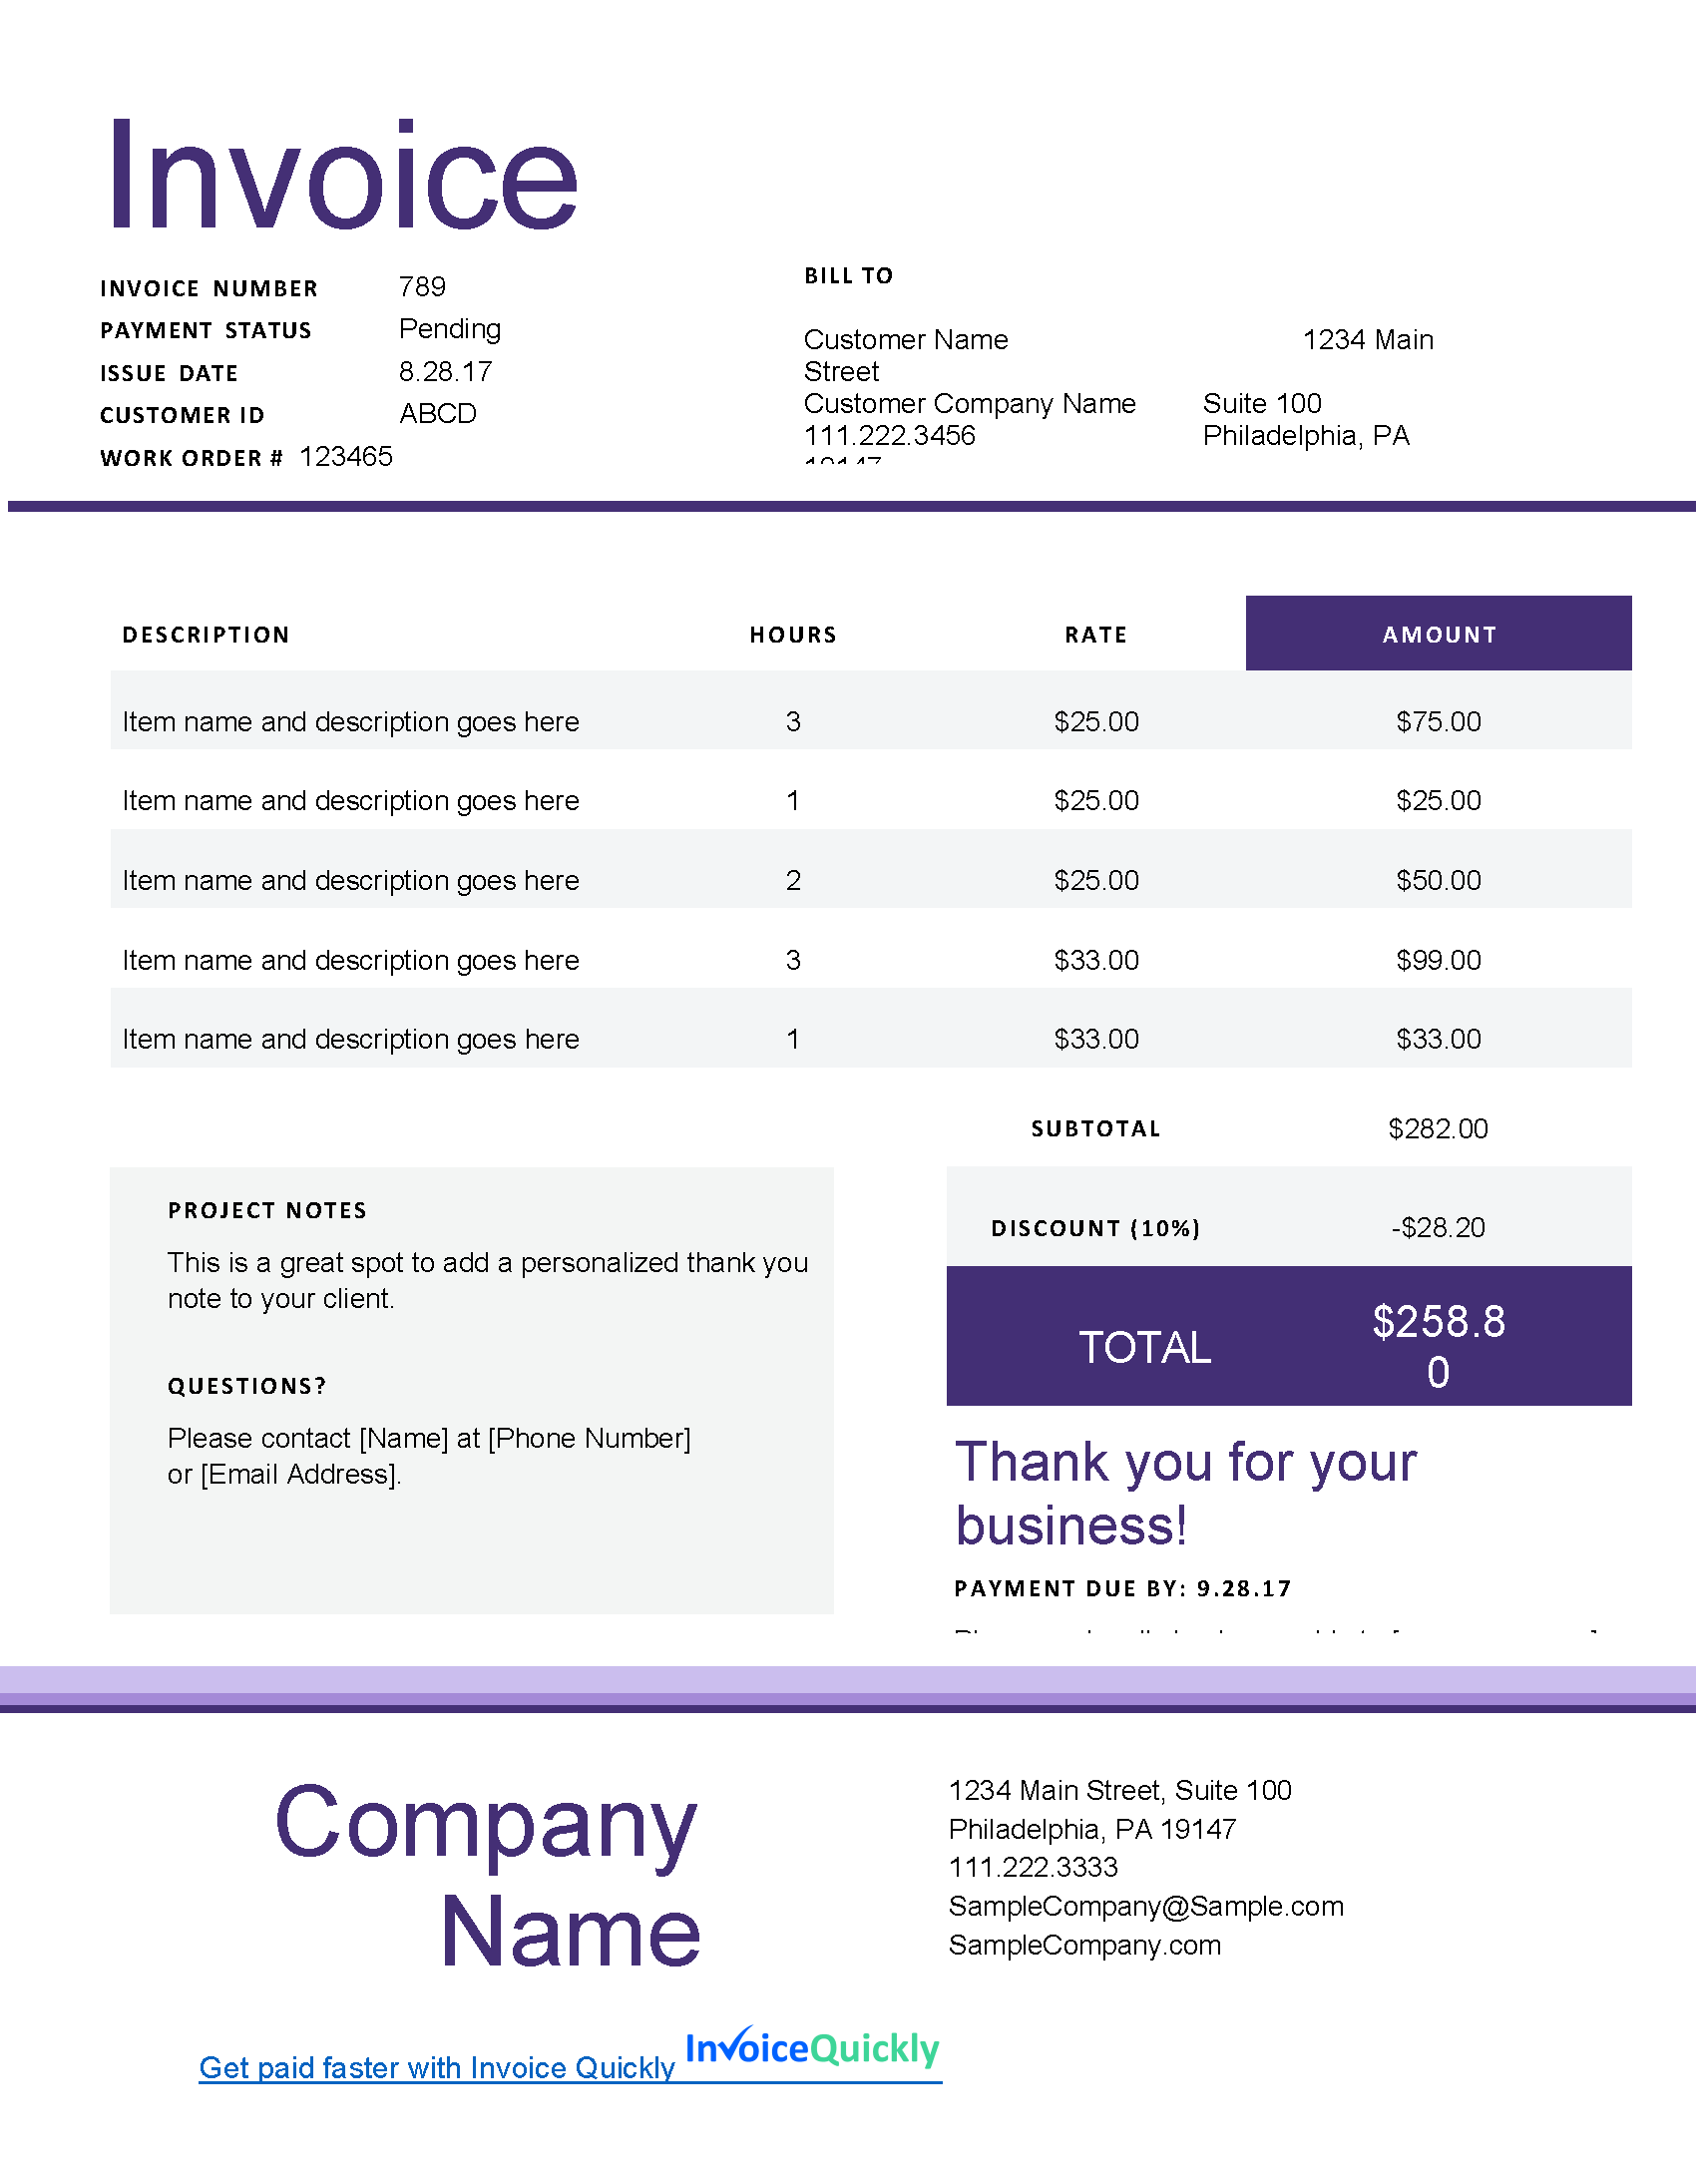 Invoice
INVOICE NUMBER 789
PAYMENT STATUS Pending
ISSUE DATE 8.28.17
CUSTOMER ID ABCD
WORK ORDER # 123465
BILL TO
Customer Name 1234 Main
Street
Customer Company Name Suite 100
111.222.3456 Philadelphia, PA
DESCRIPTION HOURS RATE AMOUNT
Item name and description goes here 3 $25.00 $75.00
Item name and description goes here 1 $25.00 $25.00
Item name and description goes here 2 $25.00 $50.00
Item name and description goes here 3 $33.00 $99.00
Item name and description goes here 1 $33.00 $33.00
SUBTOTAL $282.00
DISCOUNT (10%) -$28.20
TOTAL $258.8
0
PROJECT NOTES
This is a great spot to add a personalized thank you
note to your client.
QUESTIONS?
Please contact [Name] at [Phone Number]
or [Email Address].
Thank you for your
business!
PAYMENT DUE BY: 9.28.17
Company
Name
1234 Main Street, Suite 100
Philadelphia, PA 19147
111.222.3333
SampleCompany@Sample.com
SampleCompany.com
Get paid faster with Invoice Quickly InvoiceQuickly